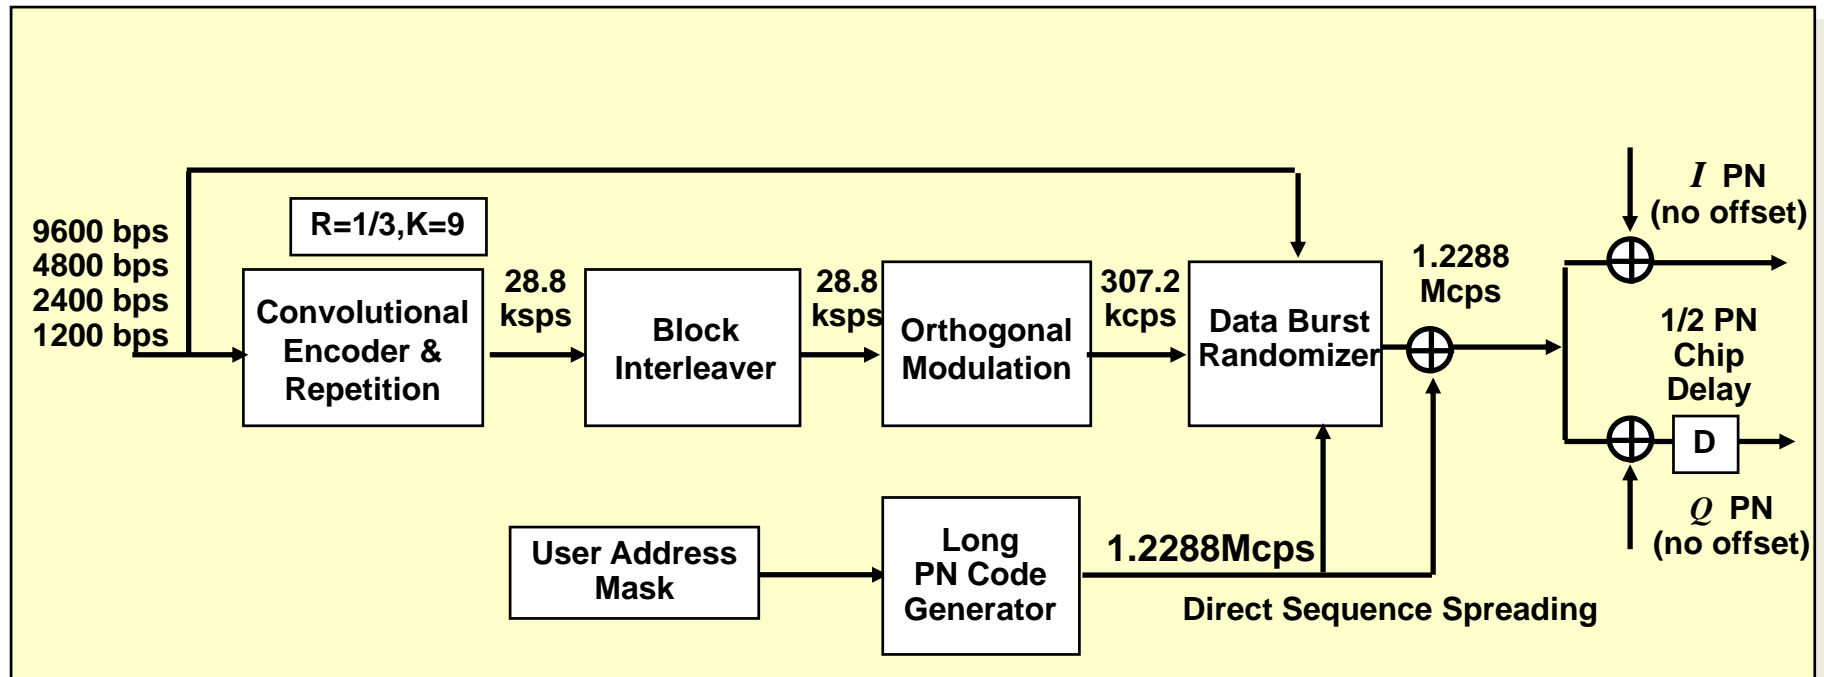 9600 bps
4800 bps
2400 bps
1200 bps
R=1/3,K=9
Convolutional
Encoder &
Repetition
28.8
ksps
Block
Interleaver
28.8
ksps
Orthogonal
Modulation
307.2
kcps
Data Burst
Randomizer
1.2288
Mcps
I PN
(no offset)
1/2 PN
Chip
Delay
D
Q PN
(no offset)
User Address
Mask
Long
PN Code
Generator
1.2288Mcps
Direct Sequence Spreading